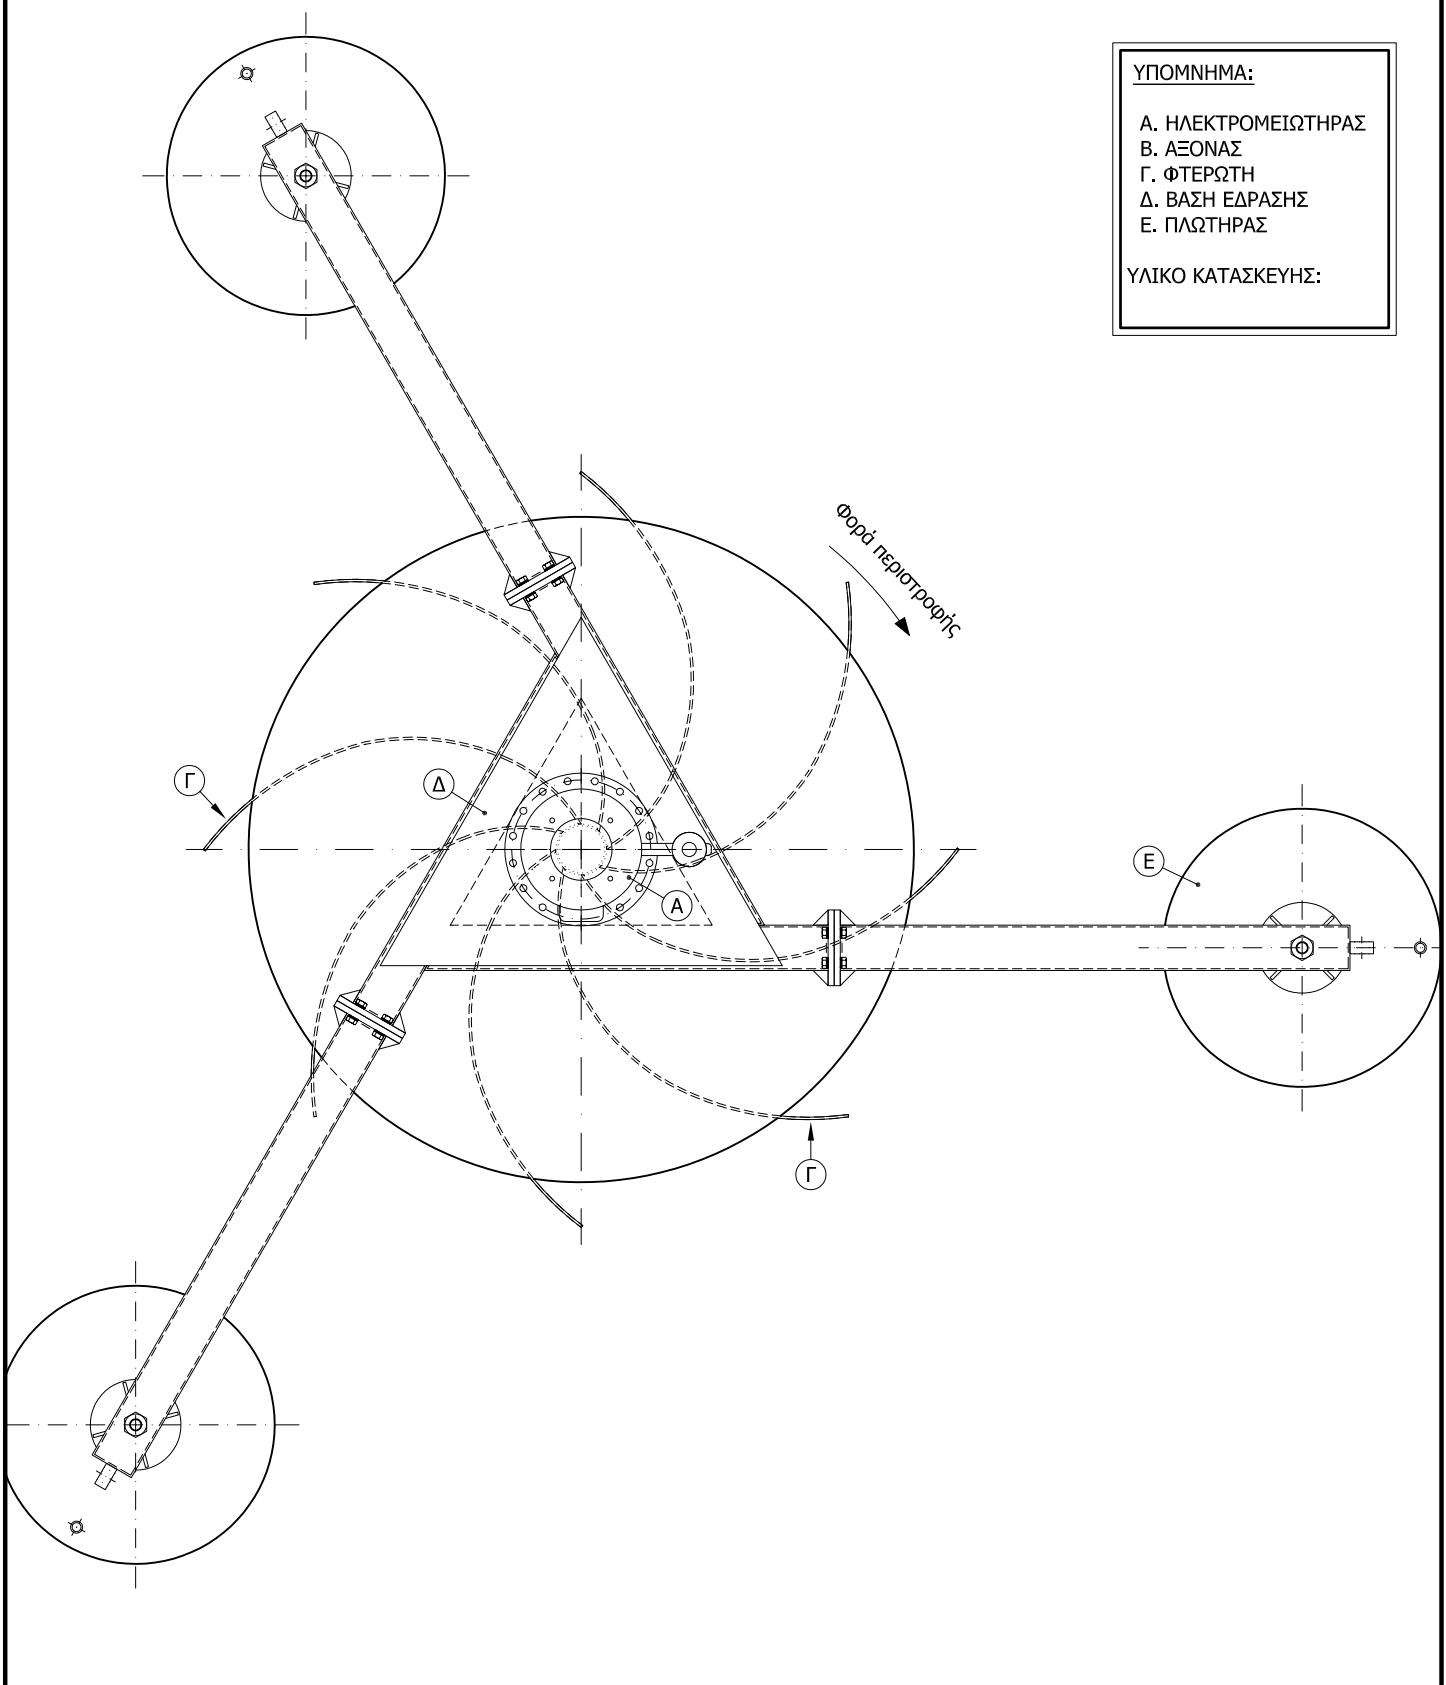 ΥΠΟΜΝΗΜΑ:
Α. ΗΛΕΚΤΡΟΜΕΙΩΤΗΡΑΣ
Β. ΑΞΟΝΑΣ
Γ. ΦΤΕΡΩΤΗ
Δ. ΒΑΣΗ ΕΔΡΑΣΗΣ
Ε. ΠΛΩΤΗΡΑΣ
ΥΛΙΚΟ ΚΑΤΑΣΚΕΥΗΣ:
Φορά περιστροφής
Γ
Δ
Ε
Α
Γ